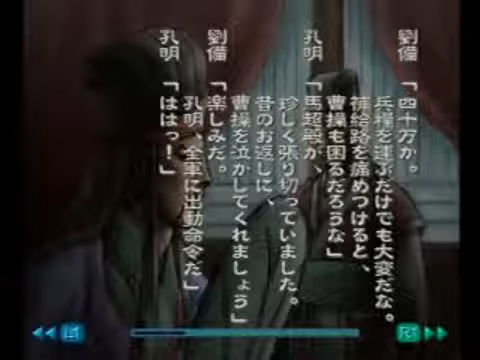 劉備「四十万か。
兵糧を運ぶだけでも大変だな。
補給路を痛めつけると、
曹操も困るだろうな」
孔明「馬超殿が、
珍しく張り切っていました。
昔のお返しに、
曹操を泣かしてくれましょう」
劉備「楽しみだ。
孔明、全軍に出動命令だ」
孔明「ははっ！」
L1
R1